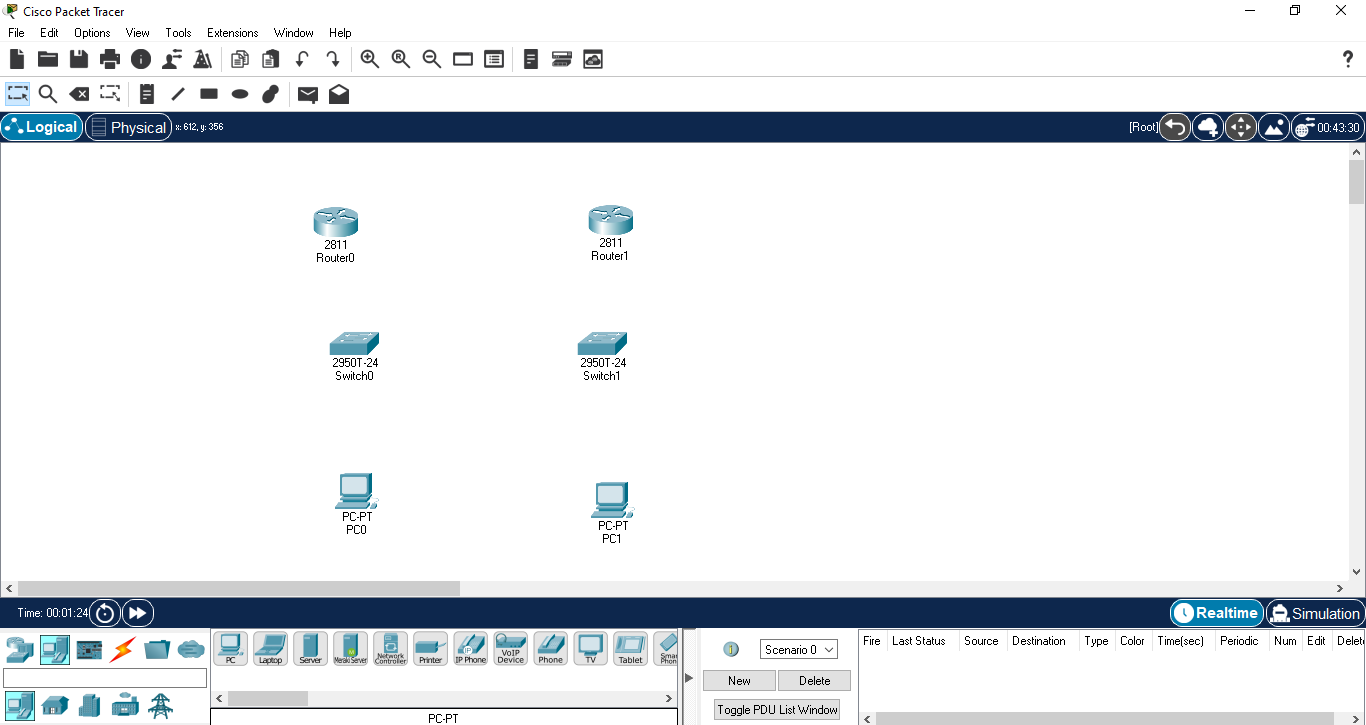 Cisco Packet Tracer
File Edit Options View Tools Extensions Window Help
?
Logical Physical x: 612, y: 356 [Root] 00:43:30
2811
Router0
2811
Router1
2950T-24
Switch0
2950T-24
Switch1
PC-PT
PC0
PC-PT
PC1
Time: 00:01:24 Realtime Simulation
PC Laptop Server Meraki Server Network Controller Printer IP Phone VoIP Device Phone TV Tablet Smart Phone
PC-PT
Scenario 0
New Delete
Toggle PDU List Window
Fire Last Status Source Destination Type Color Time(sec) Periodic Num Edit Delete